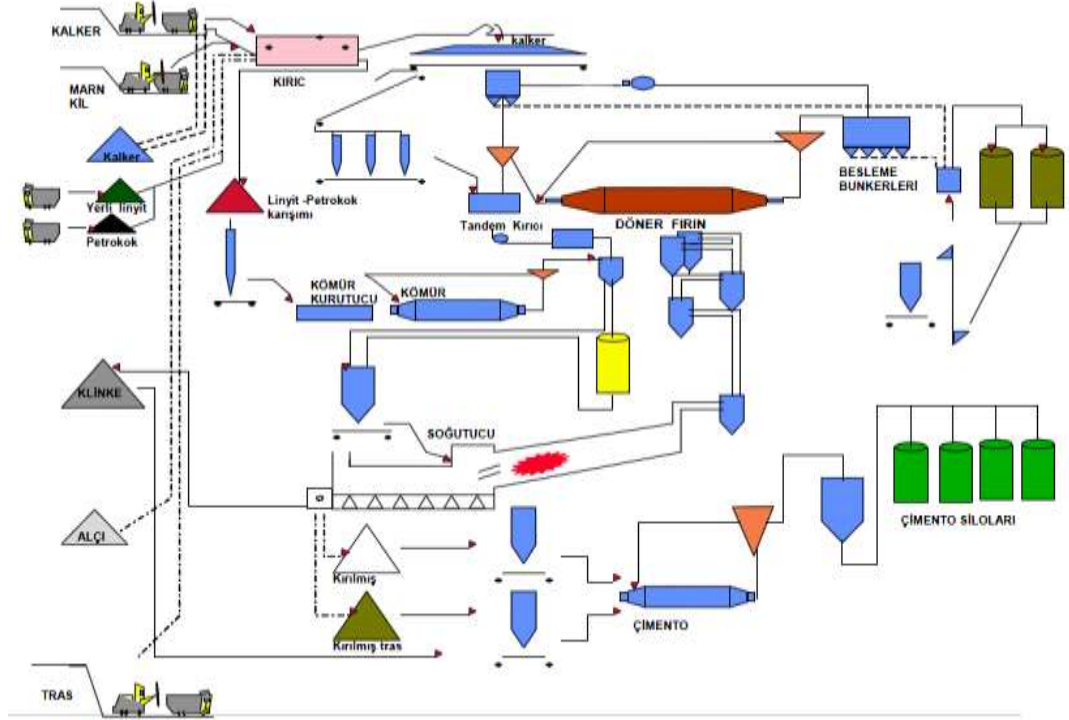 KALKER
kalker
KIRIC
MARN
KİL
Kalker
Yerli linyit
Petrokok
Linyit -Petrokok
karışımı
Tandem Kırıcı
DÖNER FIRIN
BESLEME
BUNKERLERİ
KÖMÜR
KURUTUCU
KÖMÜR
KLİNKE
SOĞUTUCU
ALÇI
ÇİMENTO SİLOLARI
Kırılmış
Kırılmış tras
ÇİMENTO
TRAS